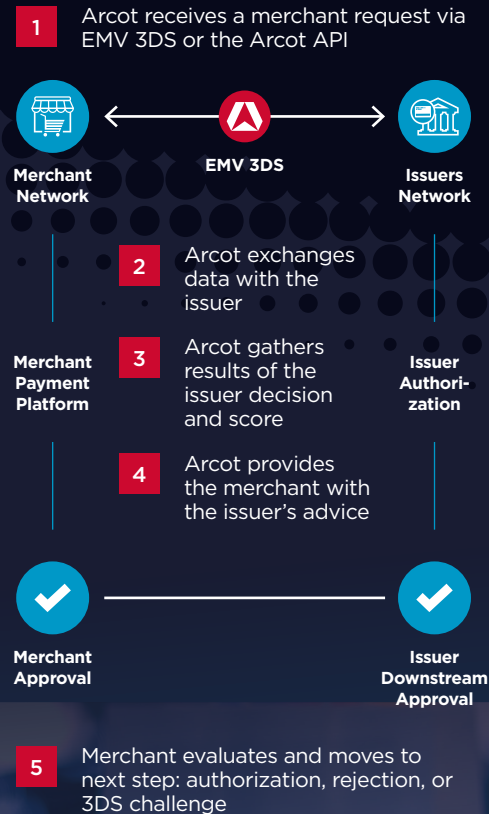 1
Arcot receives a merchant request via
EMV 3DS or the Arcot API
EMV 3DS
Merchant
Network
Issuers
Network
2
Arcot exchanges
data with the
issuer
Merchant
Payment
Platform
3
Arcot gathers
results of the
issuer decision
and score
Issuer
Authori-
zation
4
Arcot provides
the merchant with
the issuer's advice
Merchant
Approval
Issuer
Downstream
Approval
5
Merchant evaluates and moves to
next step: authorization, rejection, or
3DS challenge